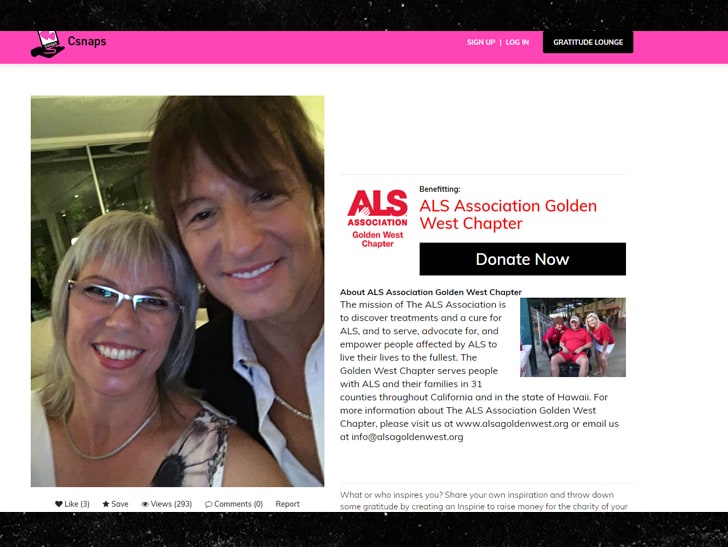 Csnaps
SIGN UP | LOG IN
GRATITUDE LOUNGE
ALS
ASSOCIATION
Golden West
Chapter
Benefitting:
ALS Association Golden
West Chapter
Donate Now
About ALS Association Golden West Chapter
The mission of The ALS Association is
to discover treatments and a cure for
ALS, and to serve, advocate for, and
empower people affected by ALS to
live their lives to the fullest. The
Golden West Chapter serves people
with ALS and their families in 31
counties throughout California and in the state of Hawaii. For
more information about The ALS Association Golden West
Chapter, please visit us at www.alsagoldenwest.org or email us
at info@alsagoldenwest.org
Like (3) Save Views (293) Comments (0) Report
What or who inspires you? Share your own inspiration and throw down
some gratitude by creating an Inspirie to raise money for the charity of your